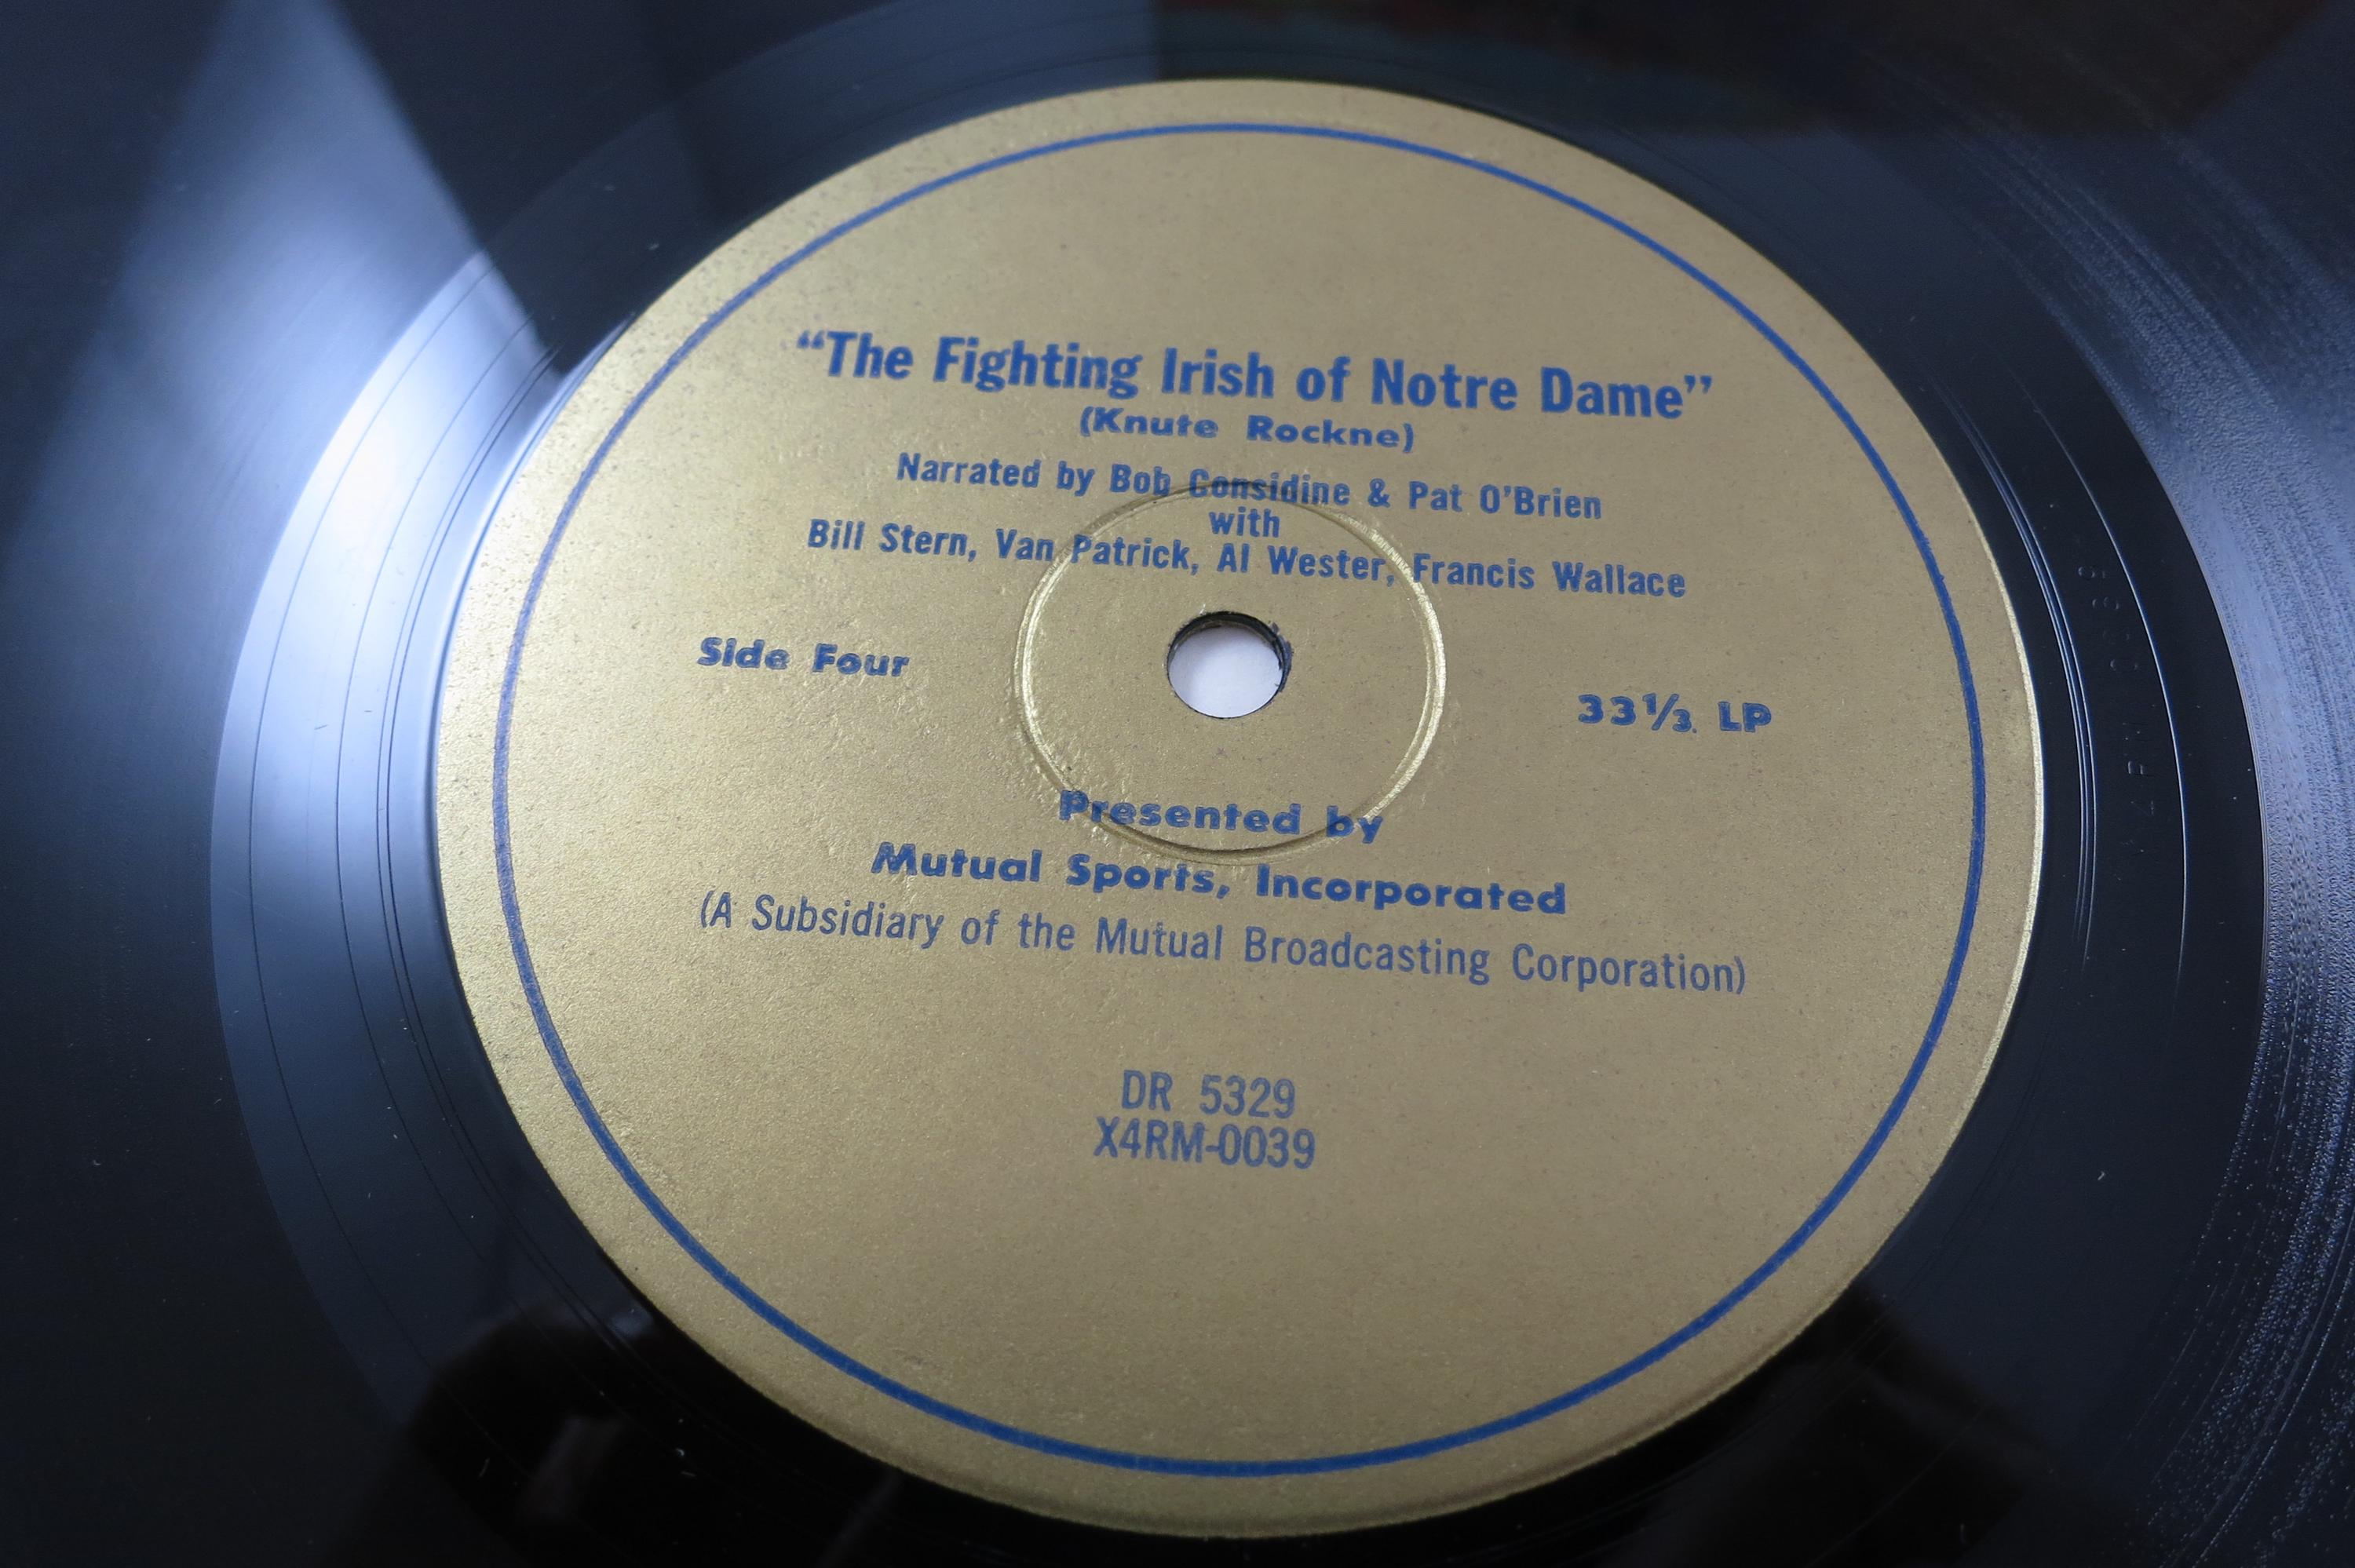 “The Fighting Irish of Notre Dame”
(Knute Rockne)
Narrated by Bob Considine & Pat O'Brien
with
Bill Stern, Van Patrick, Al Wester, Francis Wallace
Side Four
33⅓ LP
Presented by
Mutual Sports, Incorporated
(A Subsidiary of the Mutual Broadcasting Corporation)
DR 5329
X4RM-0039